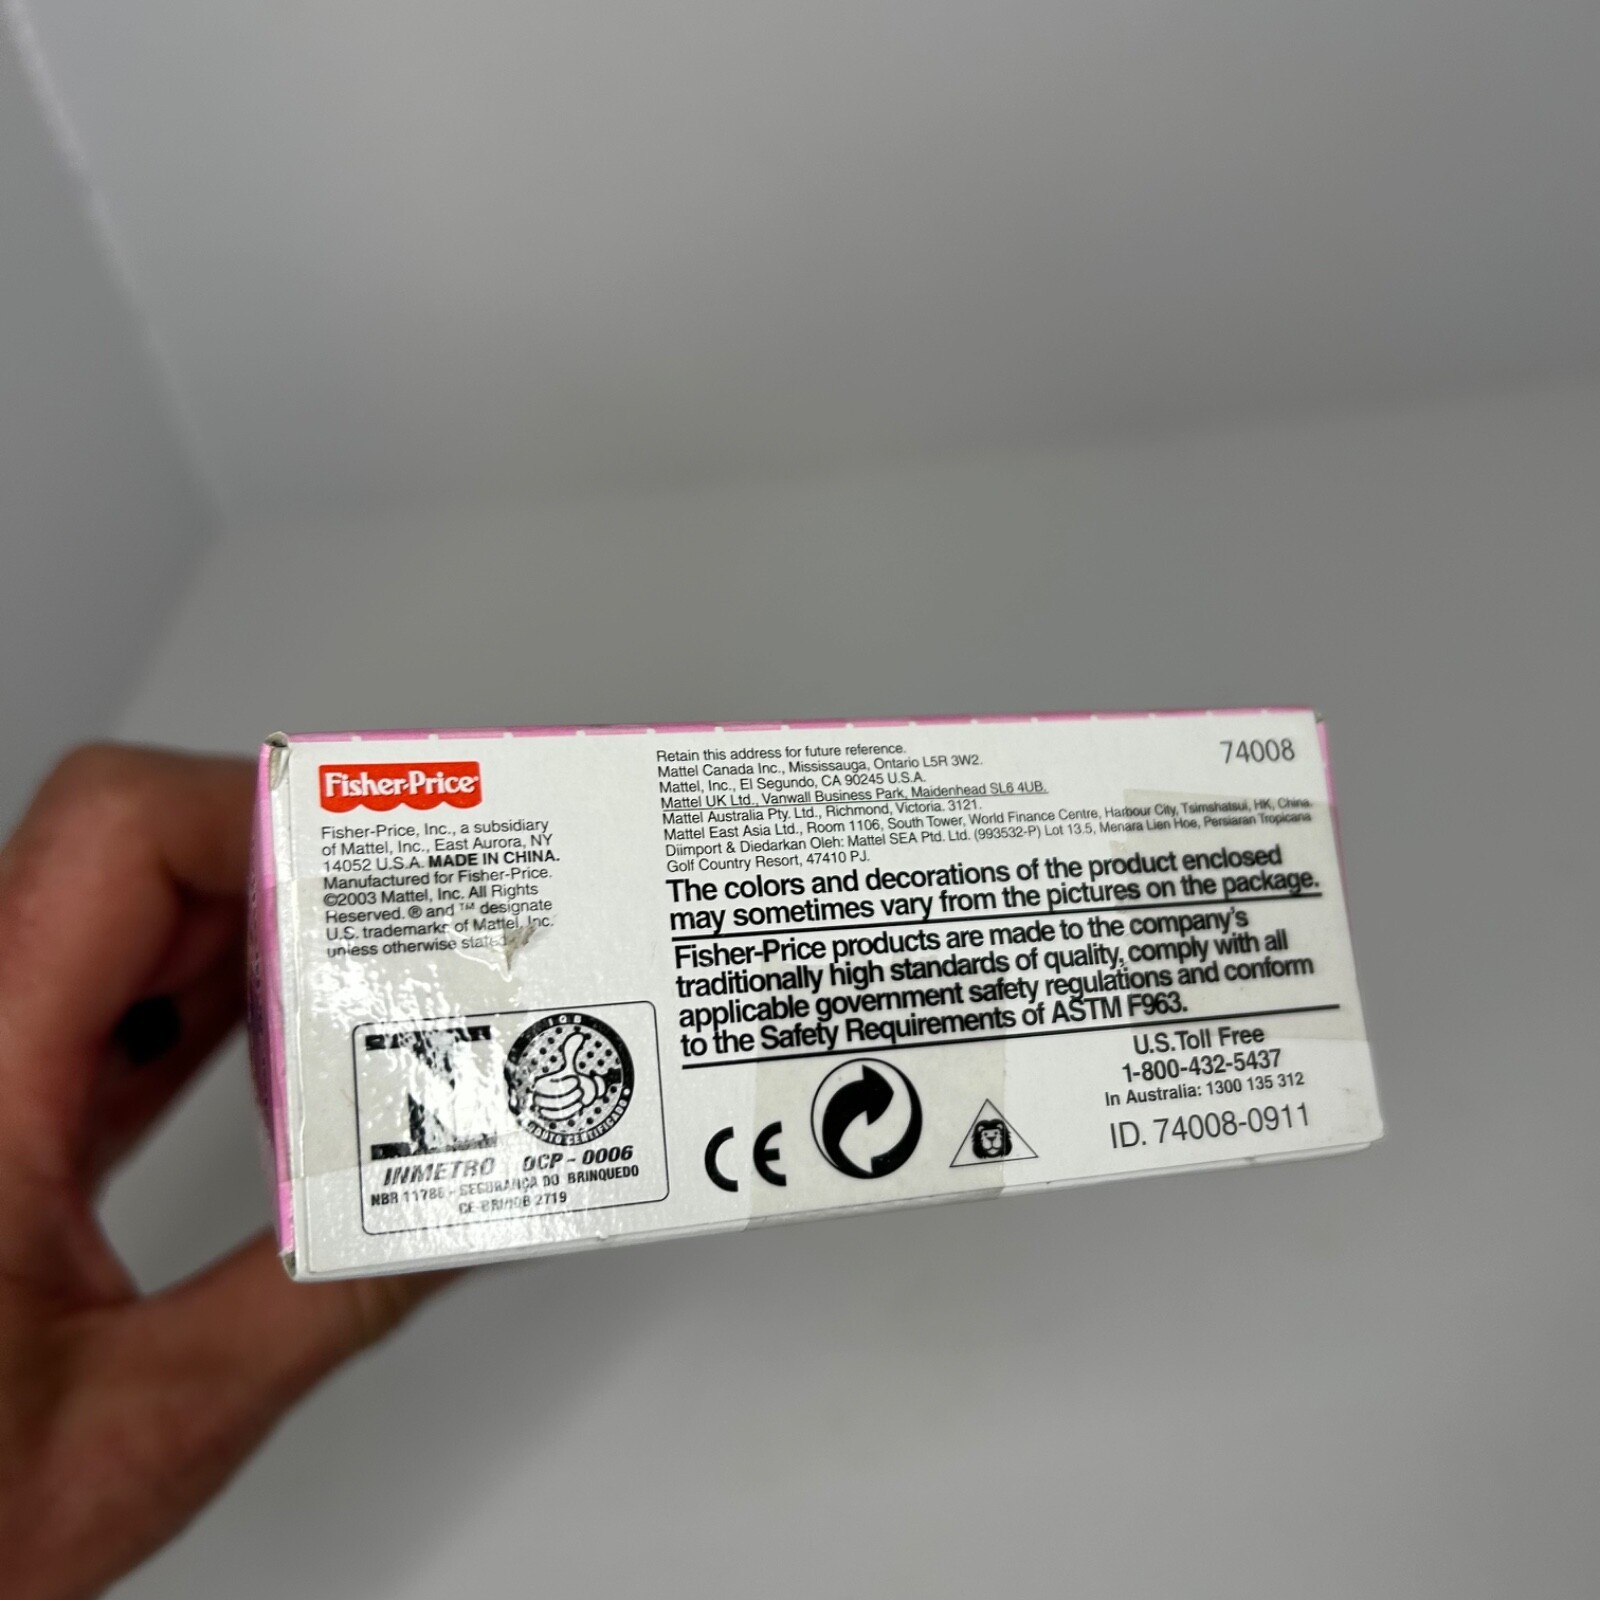 Fisher-Price
Fisher-Price, Inc., a subsidiary
of Mattel, Inc., East Aurora, NY
14052 U.S.A. MADE IN CHINA.
Manufactured for Fisher-Price.
©2003 Mattel, Inc. All Rights
Reserved. ® and ™ designate
U.S. trademarks of Mattel, Inc.
unless otherwise stated
INMETRO OCP - 0006
NBR 11786 - SEGURANÇA DO BRINQUEDO
2719
Retain this address for future reference.
Mattel Canada Inc., Mississauga, Ontario L5R 3W2.
Mattel, Inc., El Segundo, CA 90245 U.S.A.
Mattel UK Ltd., Vanwall Business Park, Maidenhead SL6 4UB.
Mattel Australia Pty. Ltd., Richmond, Victoria. 3121.
Mattel East Asia Ltd., Room 1106, South Tower, World Finance Centre, Harbour City, Tsimshatsui, HK, China.
Diimport & Diedarkan Oleh: Mattel SEA Ptd. Ltd. (993532-P) Lot 13.5, Menara Lien Hoe, Persiaran Tropicana
Golf Country Resort, 47410 PJ.
The colors and decorations of the product enclosed
may sometimes vary from the pictures on the package.
Fisher-Price products are made to the company's
traditionally high standards of quality, comply with all
applicable government safety regulations and conform
to the Safety Requirements of ASTM F963.
CE
74008
U.S. Toll Free
1-800-432-5437
In Australia: 1300 135 312
ID. 74008-0911